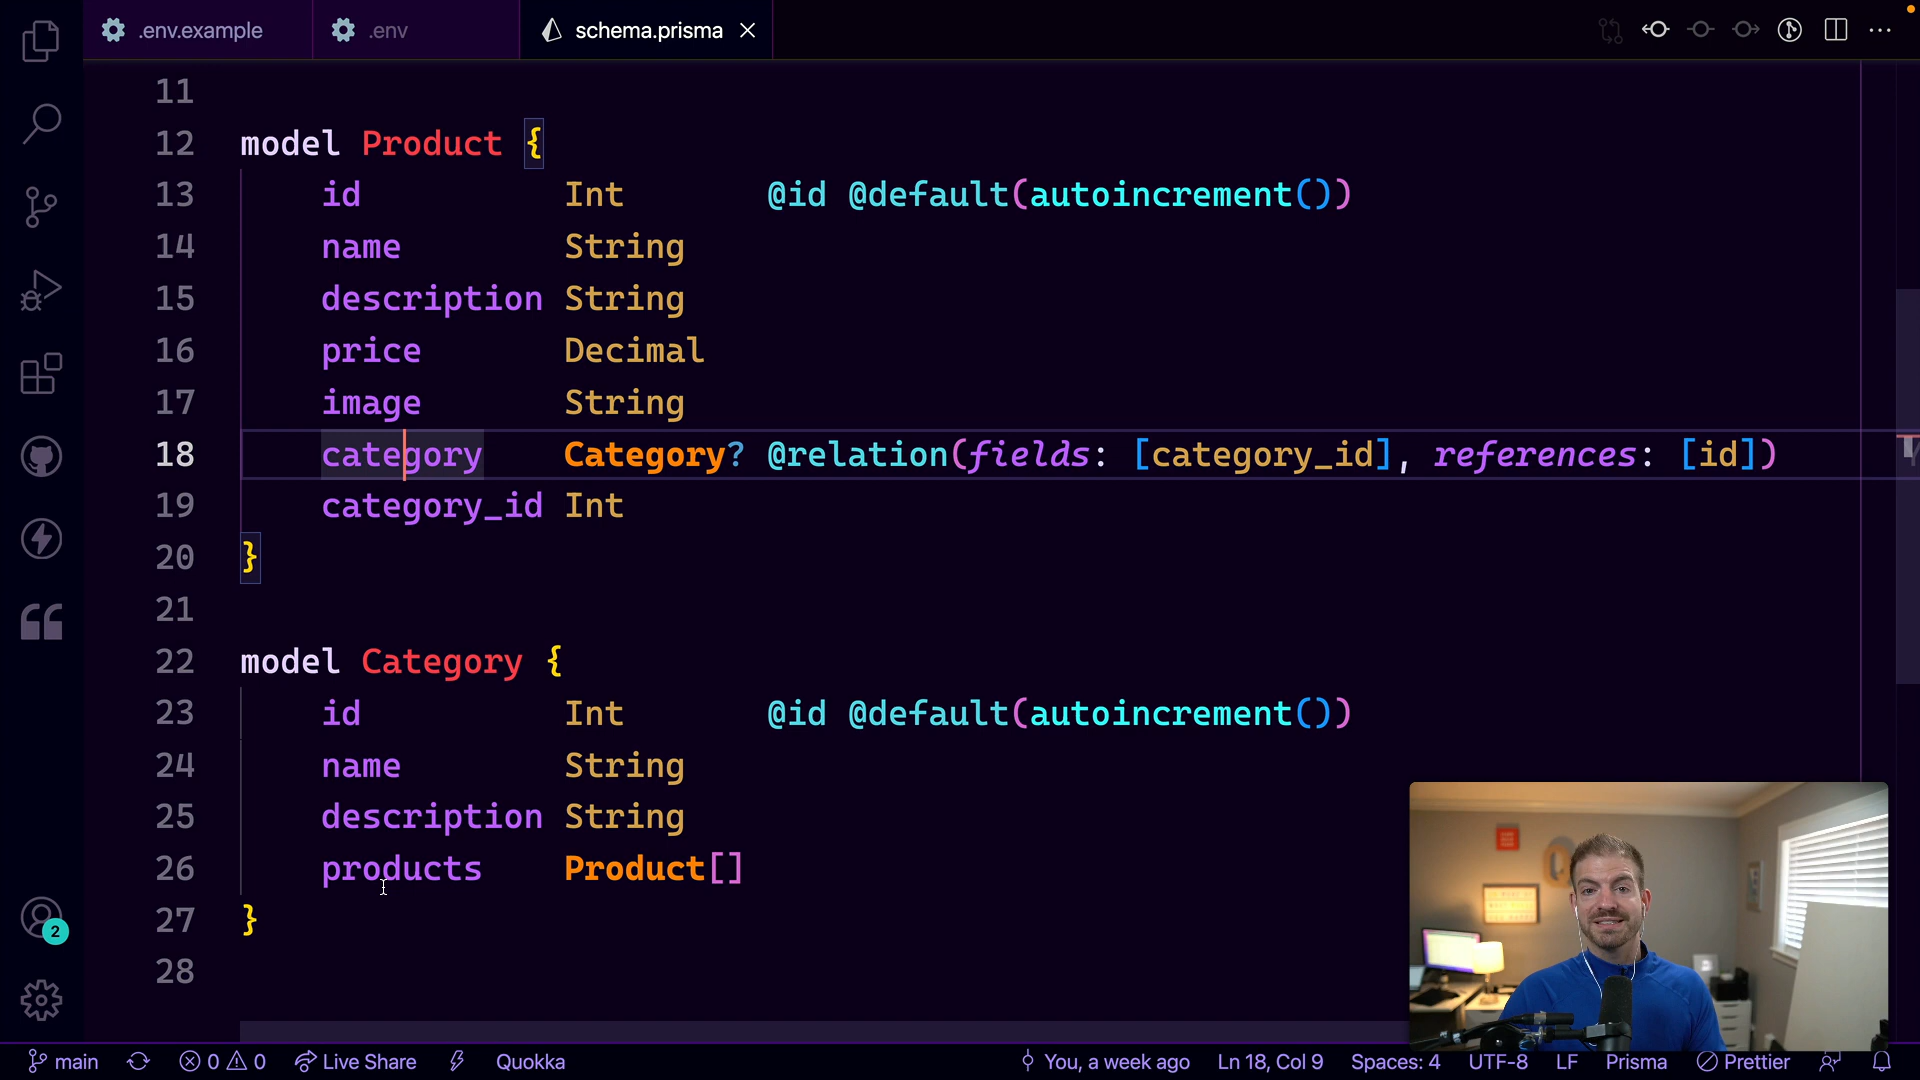 .env.example .env schema.prisma
11
12 model Product {
13 id Int @id @default(autoincrement())
14 name String
15 description String
16 price Decimal
17 image String
18 category Category? @relation(fields: [category_id], references: [id])
19 category_id Int
20 }
21
22 model Category {
23 id Int @id @default(autoincrement())
24 name String
25 description String
26 products Product[]
27 }
28
2
main 0 0 Live Share Quokka You, a week ago Ln 18, Col 9 Spaces: 4 UTF-8 LF Prisma Prettier